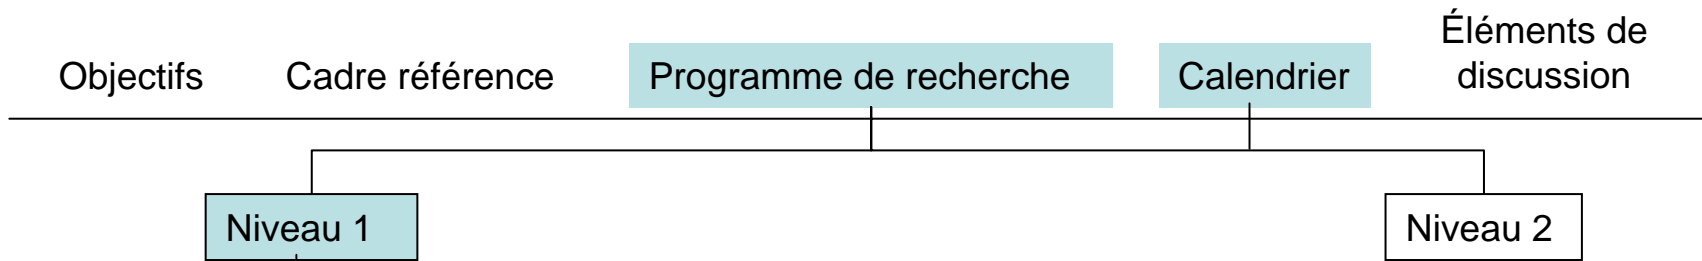 Objectifs
Cadre référence
Programme de recherche
Calendrier
Éléments de
discussion
Niveau 1
Niveau 2